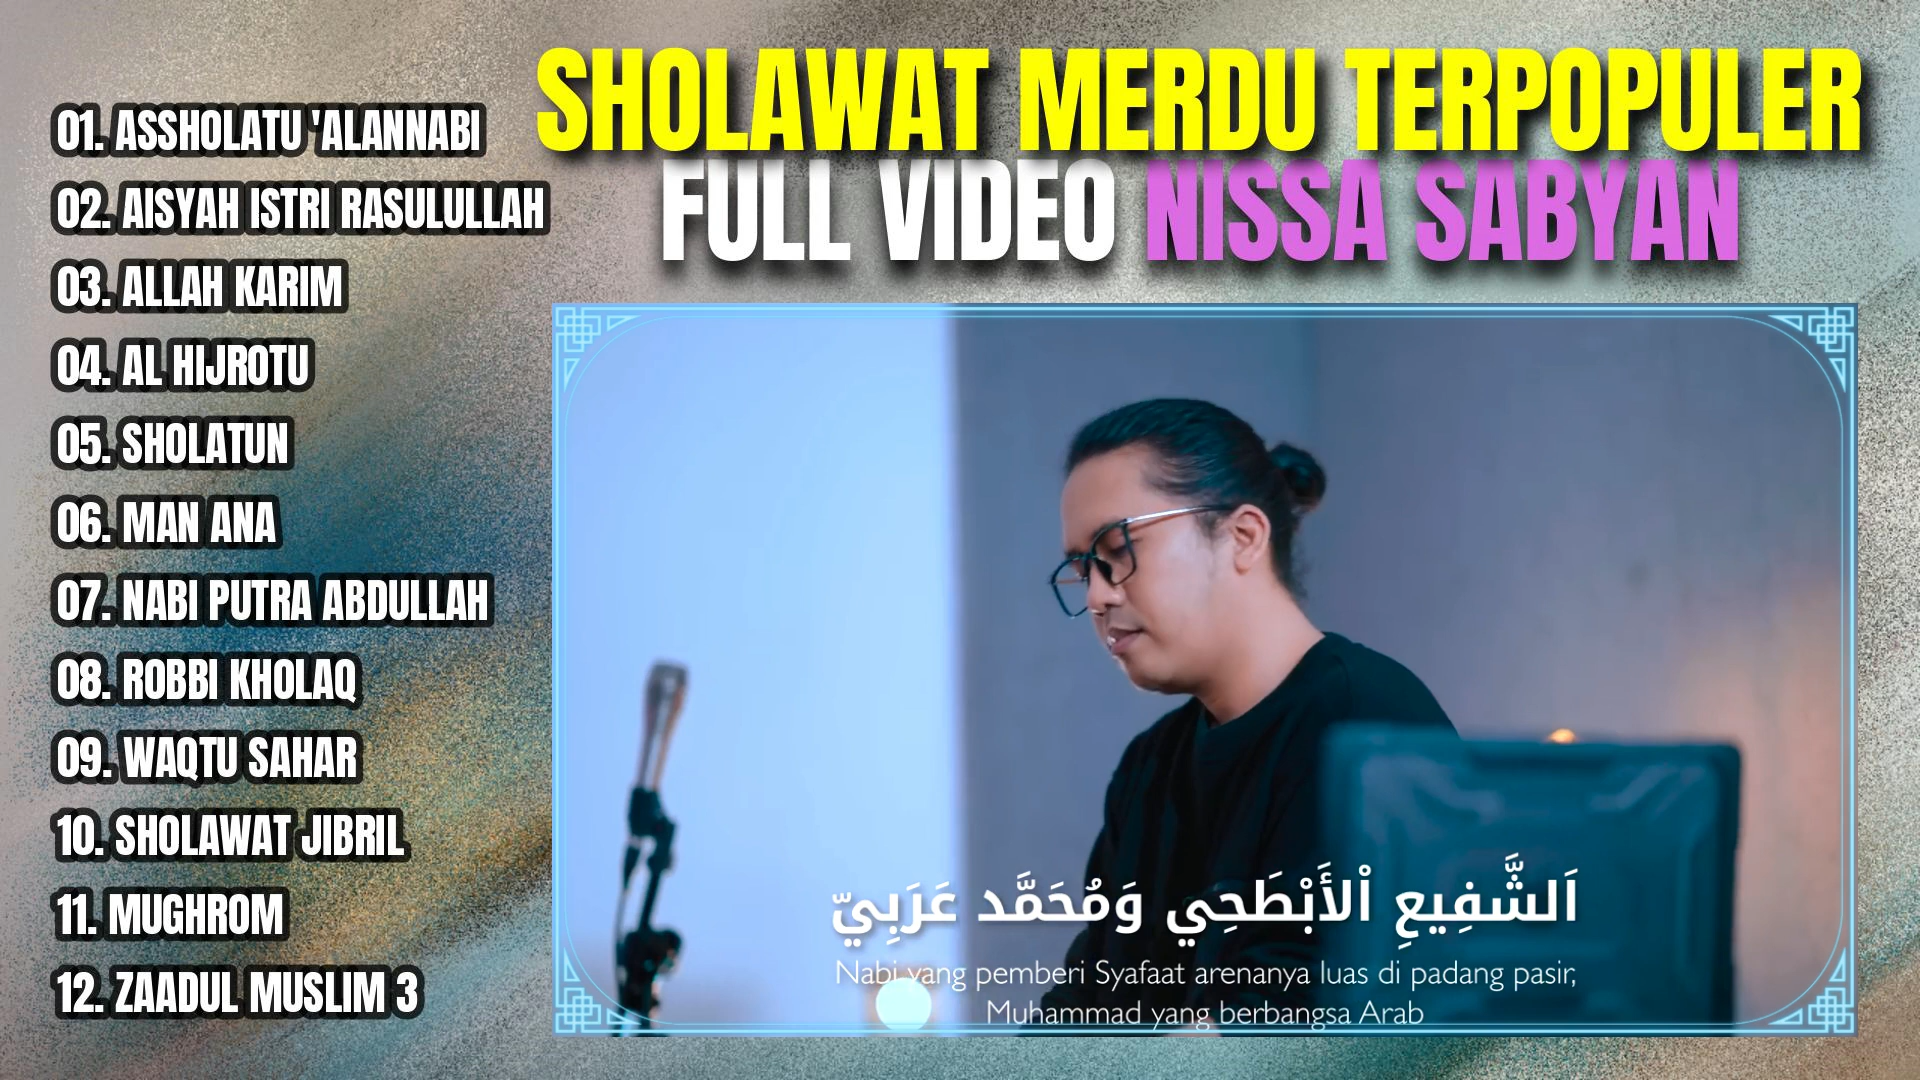 SHOLAWAT MERDU TERPOPULER
FULL VIDEO NISSA SABYAN
01. ASSHOLATU 'ALANNABI
02. AISYAH ISTRI RASULULLAH
03. ALLAH KARIM
04. AL HIJROTU
05. SHOLATUN
06. MAN ANA
07. NABI PUTRA ABDULLAH
08. ROBBI KHOLAQ
09. WAQTU SAHAR
10. SHOLAWAT JIBRIL
11. MUGHROM
12. ZAADUL MUSLIM 3
اَلشَّفِيعِ اْلأَبْطَحِي وَمُحَمَّد عَرَبِيّ
Nabi yang pemberi Syafaat arenanya luas di padang pasir,
Muhammad yang berbangsa Arab